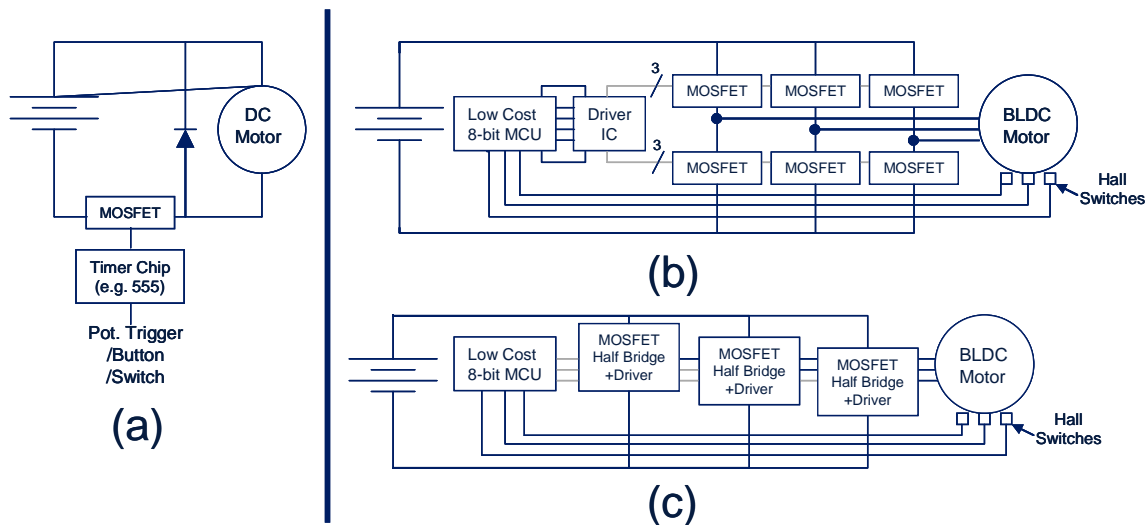 DC
Motor
MOSFET
Timer Chip
(e.g. 555)
Pot. Trigger
/Button
/Switch
(a)
Low Cost
8-bit MCU
Driver
IC
3
3
MOSFET
MOSFET
MOSFET
MOSFET
MOSFET
MOSFET
BLDC
Motor
Hall
Switches
(b)
Low Cost
8-bit MCU
MOSFET
Half Bridge
+Driver
MOSFET
Half Bridge
+Driver
MOSFET
Half Bridge
+Driver
BLDC
Motor
Hall
Switches
(c)